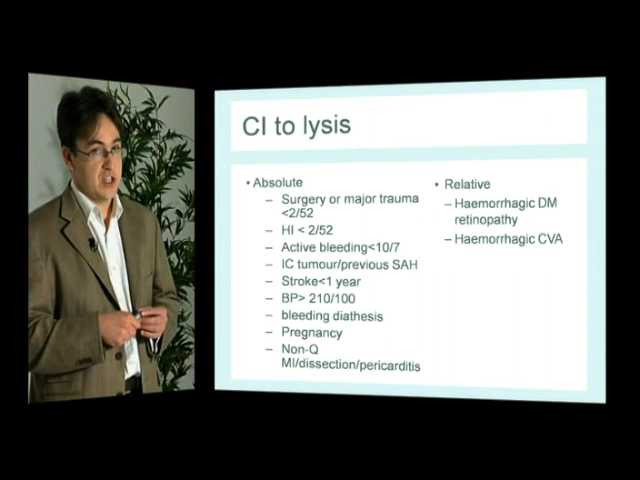 CI to lysis
• Absolute
– Surgery or major trauma
<2/52
– HI < 2/52
– Active bleeding<10/7
– IC tumour/previous SAH
– Stroke<1 year
– BP> 210/100
– bleeding diathesis
– Pregnancy
– Non-Q
MI/dissection/pericarditis
• Relative
– Haemorrhagic DM
retinopathy
– Haemorrhagic CVA